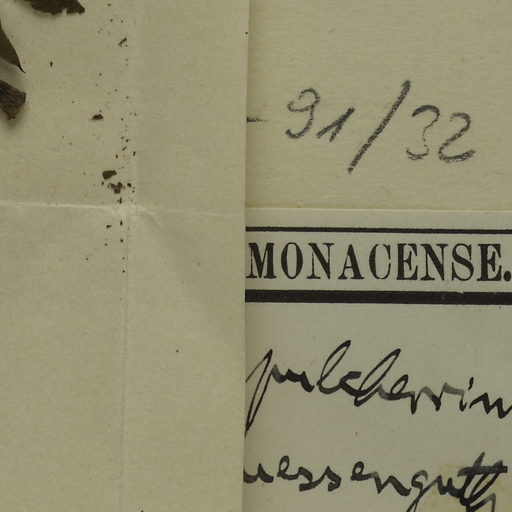 - 91/32
MONACENSE.
pulcherrim
uessenguth